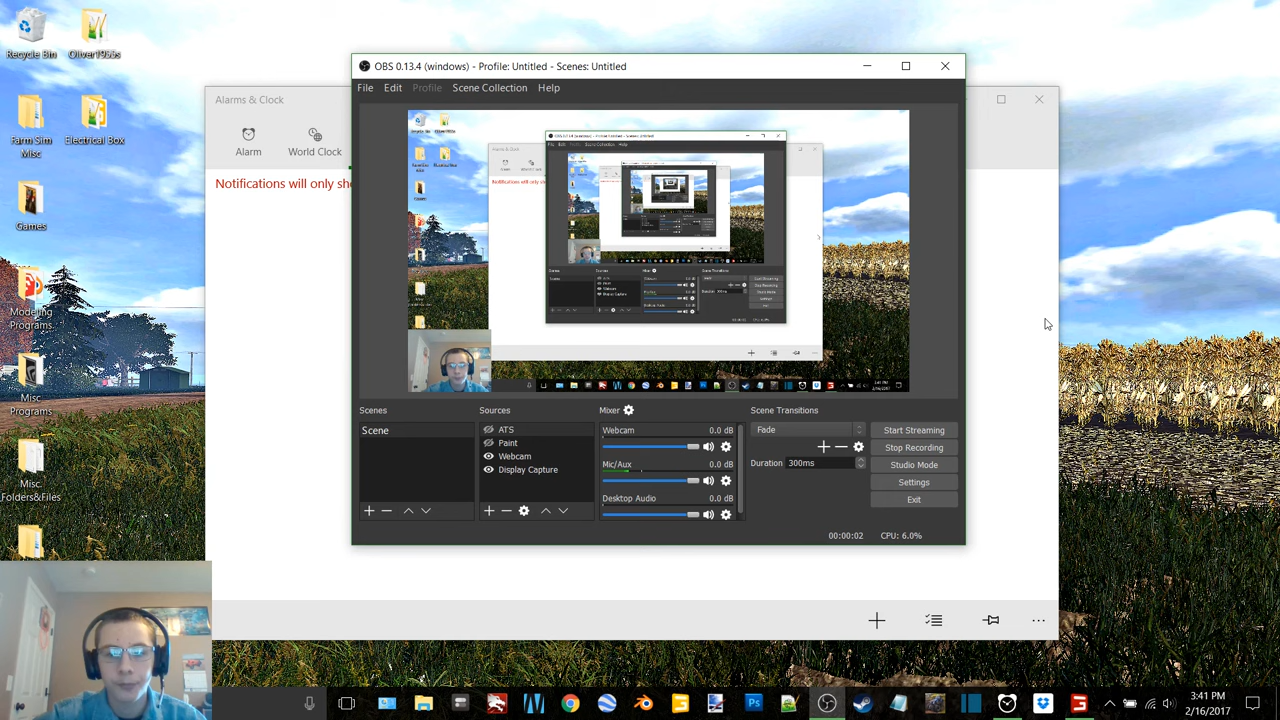 Recycle Bin
Oliver1955s
Farm Sim
Misc
Electrical Box
Games
Misc
Programs
Misc
Folders&Files
Alarms & Clock
Alarm
World Clock
Notifications will only sho
OBS 0.13.4 (windows) - Profile: Untitled - Scenes: Untitled
File Edit Profile Scene Collection Help
Scenes
Scene
Sources
ATS
Paint
Webcam
Display Capture
Mixer
Webcam 0.0 dB
Mic/Aux 0.0 dB
Desktop Audio 0.0 dB
Scene Transitions
Fade
Duration 300ms
Start Streaming
Stop Recording
Studio Mode
Settings
Exit
00:00:02 CPU: 6.0%
3:41 PM
2/16/2017